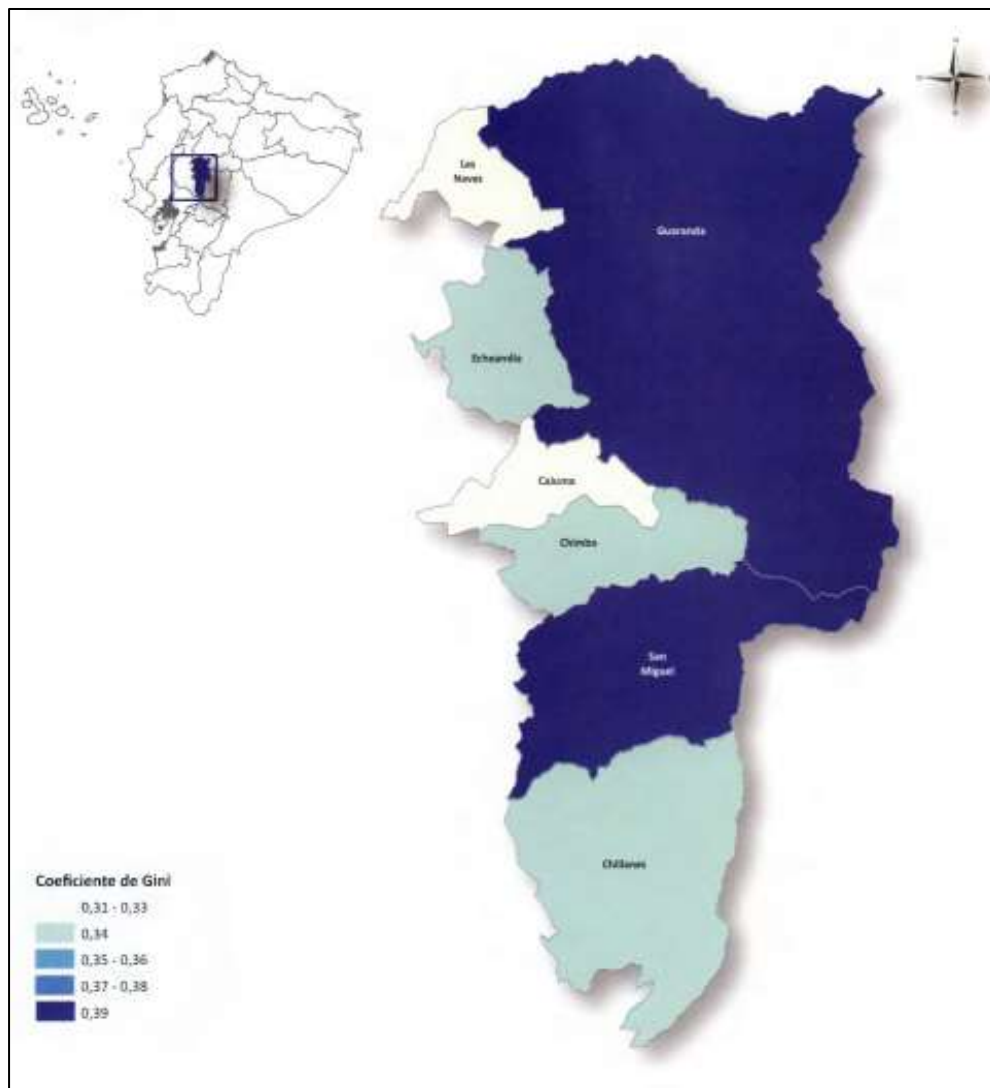 Las
Naves
Guaranda
Echeandía
Caluma
Chimbo
San
Miguel
Chillanes
Coeficiente de Gini
0,31 - 0,33
0,34
0,35 - 0,36
0,37 - 0,38
0,39